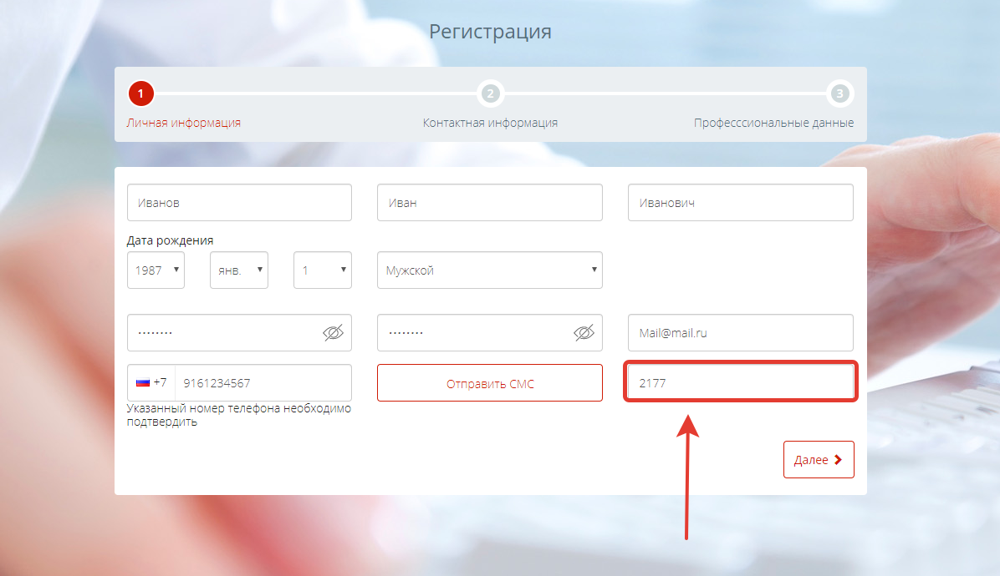 Регистрация
1
2
3
Личная информация
Контактная информация
Професссиональные данные
Иванов
Иван
Иванович
Дата рождения
1987
янв.
1
Мужской
········
········
Mail@mail.ru
+7
9161234567
Отправить СМС
2177
Указанный номер телефона необходимо
подтвердить
Далее